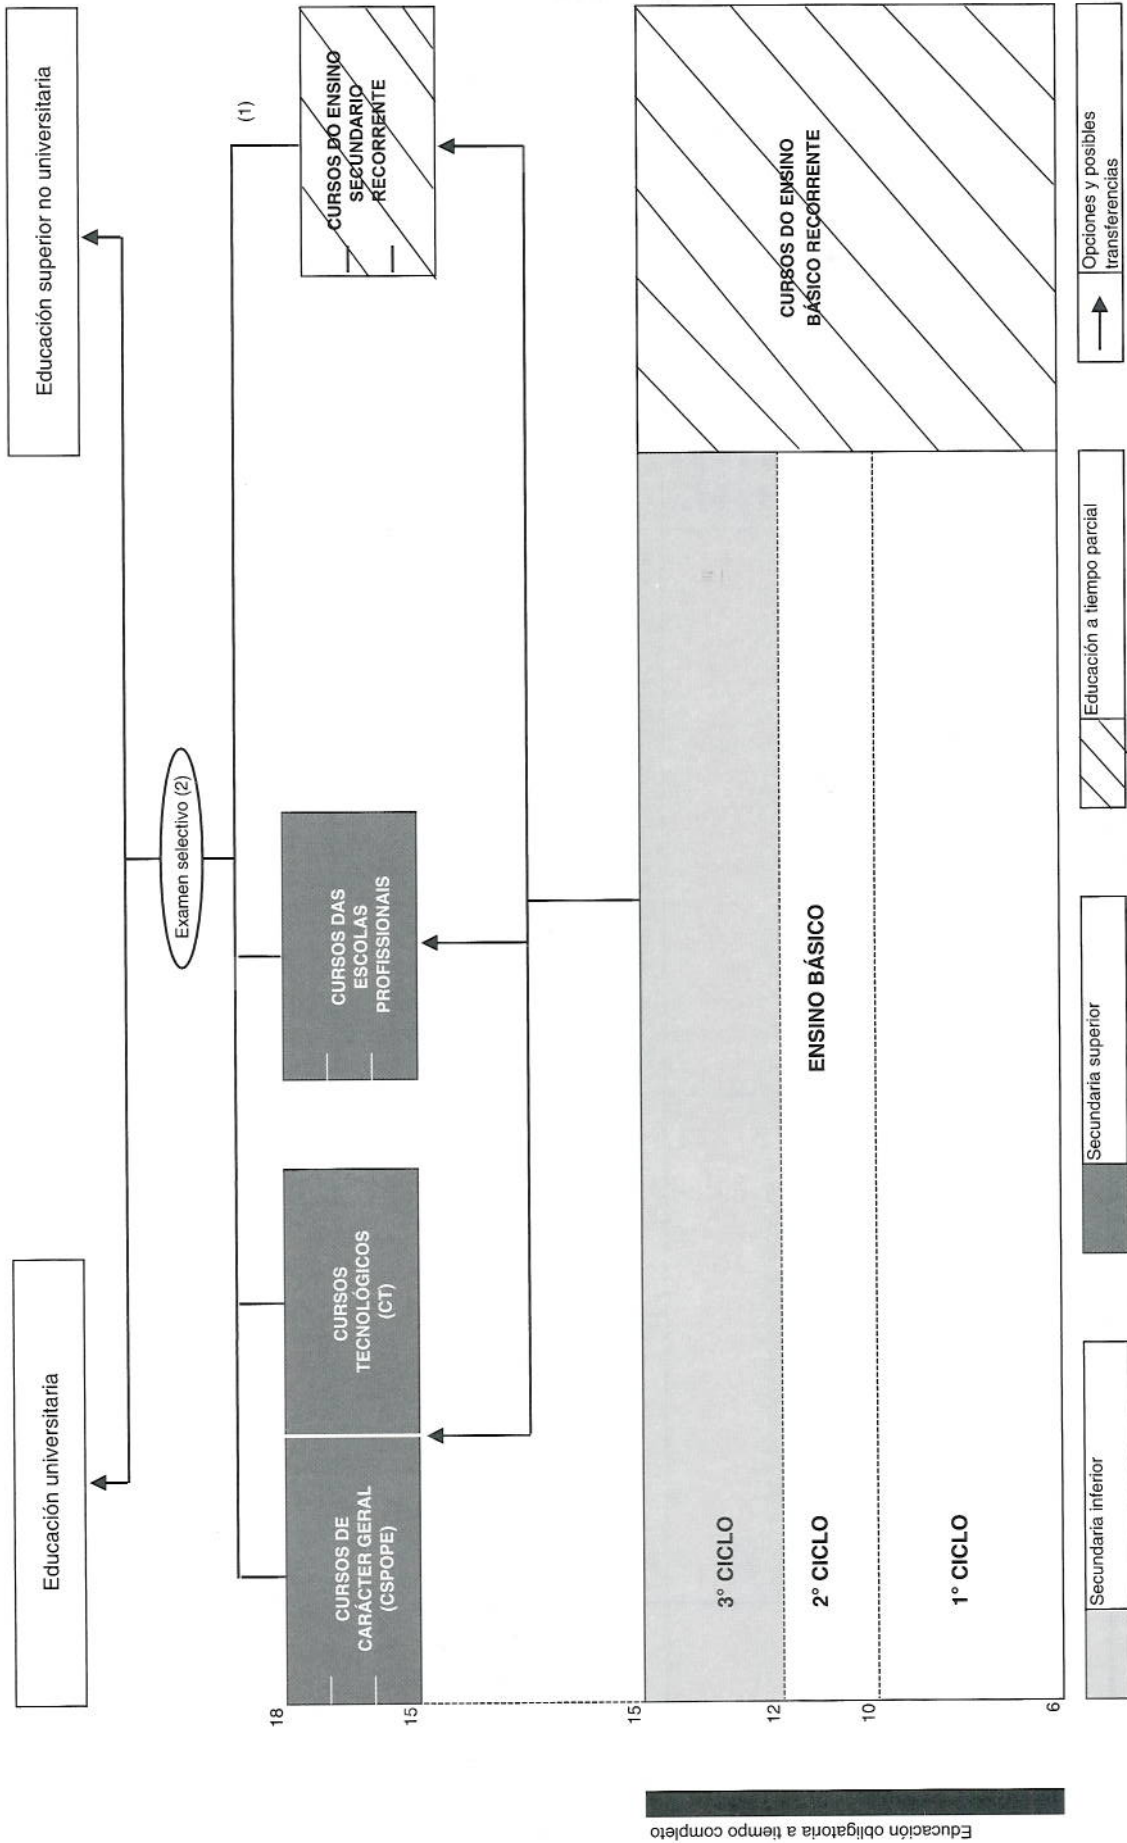 Educación universitaria
Educación superior no universitaria
Examen selectivo (2)
(1)
18
15
CURSOS DE
CARÁCTER GERAL
(CSPOPE)
CURSOS
TECNOLÓGICOS
(CT)
CURSOS DAS
ESCOLAS
PROFISSIONAIS
CURSOS DO ENSINO
SECUNDARIO
RECORRENTE
15
12
10
6
3° CICLO
2° CICLO
1° CICLO
ENSINO BÁSICO
CURSOS DO ENSINO
BÁSICO RECORRENTE
Educación obligatoria a tiempo completo
Secundaria inferior
Secundaria superior
Educación a tiempo parcial
Opciones y posibles
transferencias